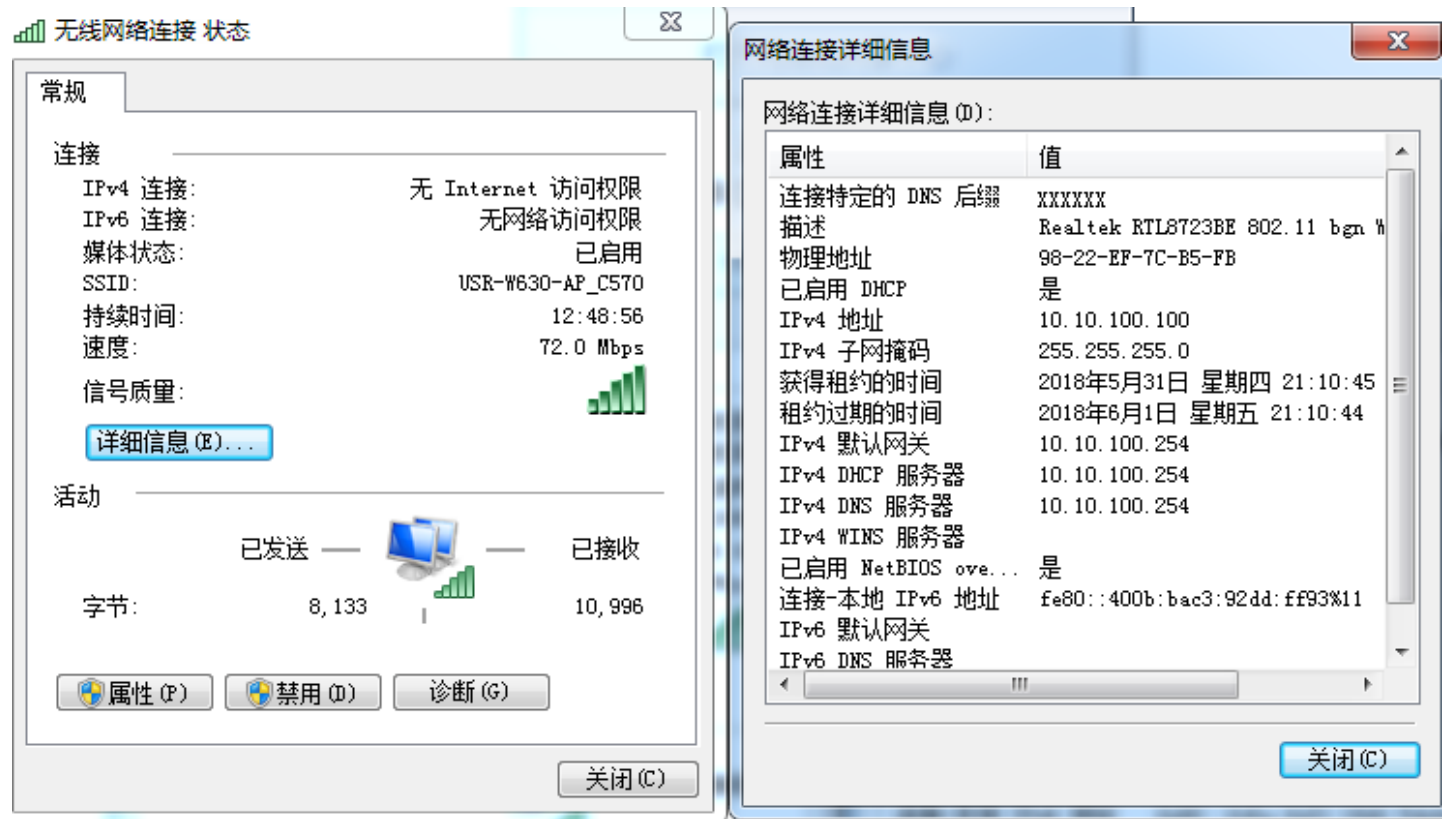 无线网络连接 状态
常规
连接
IPv4 连接: 无 Internet 访问权限
IPv6 连接: 无网络访问权限
媒体状态: 已启用
SSID: USR-W630-AP_C570
持续时间: 12:48:56
速度: 72.0 Mbps
信号质量:
详细信息(E)...
活动
已发送 — — 已接收
字节: 8,133 10,996
属性(P) 禁用(D) 诊断(G)
关闭(C)
网络连接详细信息
网络连接详细信息(D):
属性 值
连接特定的 DNS 后缀 XXXXXX
描述 Realtek RTL8723BE 802.11 bgn W
物理地址 98-22-EF-7C-B5-FB
已启用 DHCP 是
IPv4 地址 10.10.100.100
IPv4 子网掩码 255.255.255.0
获得租约的时间 2018年5月31日 星期四 21:10:45
租约过期的时间 2018年6月1日 星期五 21:10:44
IPv4 默认网关 10.10.100.254
IPv4 DHCP 服务器 10.10.100.254
IPv4 DNS 服务器 10.10.100.254
IPv4 WINS 服务器
已启用 NetBIOS ove... 是
连接-本地 IPv6 地址 fe80::400b:bac3:92dd:ff93%11
IPv6 默认网关
IPv6 DNS 服务器
关闭(C)